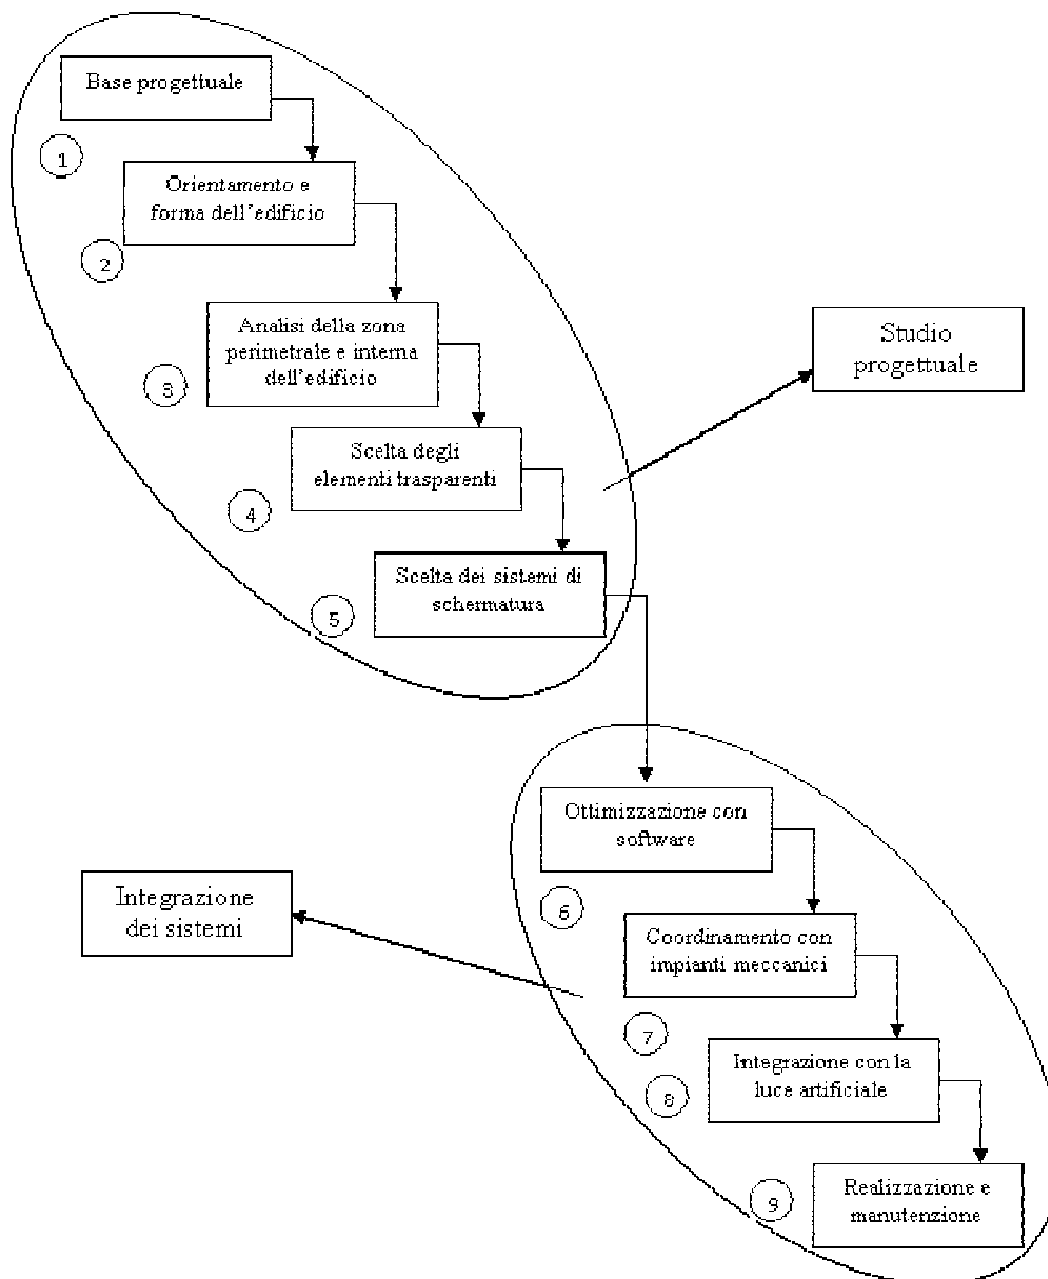 Base progettuale
1
Orientamento e
forma dell'edificio
2
Analisi della zona
perimetrale e interna
dell'edificio
3
Studio
progettuale
Scelta degli
elementi trasparenti
4
Scelta dei sistemi di
schermatura
5
Ottimizzazione con
software
6
Integrazione
dei sistemi
Coordinamento con
impianti meccanici
7
Integrazione con la
luce artificiale
8
Realizzazione e
manutenzione
9